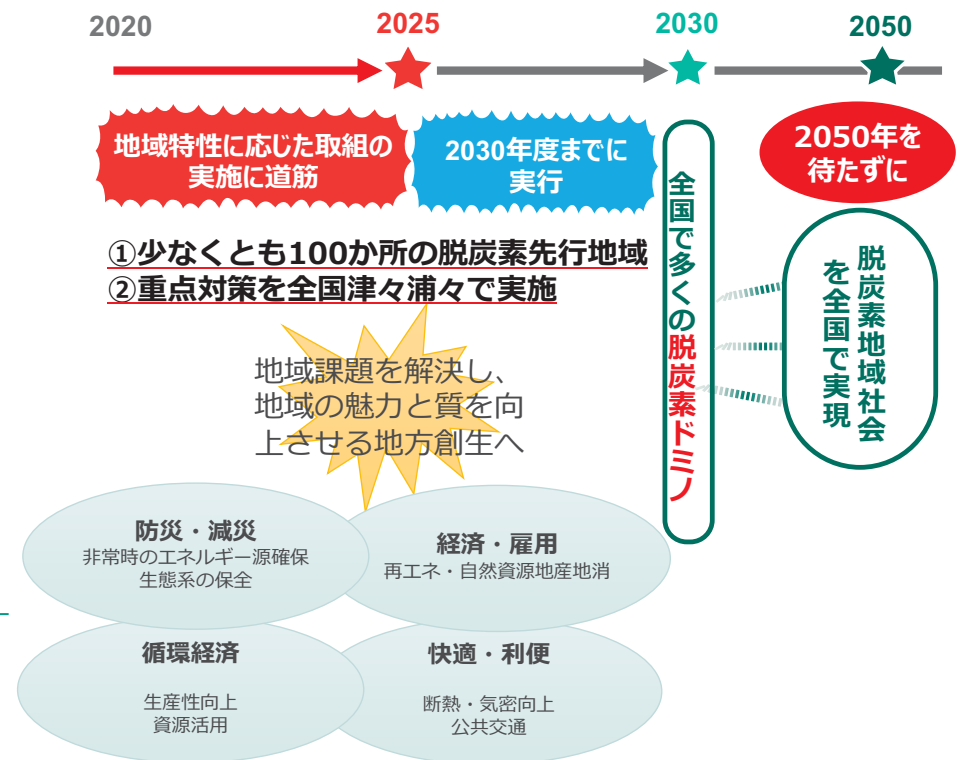 2020
2025
2030
2050
地域特性に応じた取組の
実施に道筋
2030年度までに
実行
①少なくとも100か所の脱炭素先行地域
②重点対策を全国津々浦々で実施
地域課題を解決し、
地域の魅力と質を向
上させる地方創生へ
防災・減災
非常時のエネルギー源確保
生態系の保全
経済・雇用
再エネ・自然資源地産地消
循環経済
生産性向上
資源活用
快適・利便
断熱・気密向上
公共交通
全国で多くの脱炭素ドミノ
2050年を
待たずに
脱炭素地域社会
を全国で実現